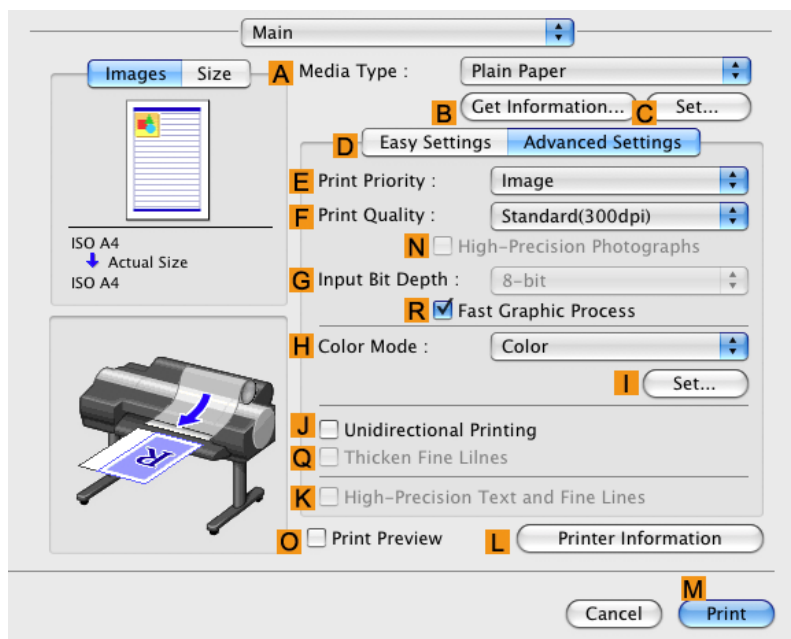 Main
Images Size
A Media Type : Plain Paper
B Get Information... C Set...
D Easy Settings Advanced Settings
E Print Priority : Image
F Print Quality : Standard(300dpi)
N High-Precision Photographs
ISO A4
Actual Size
ISO A4
G Input Bit Depth : 8-bit
R Fast Graphic Process
H Color Mode : Color
I Set...
J Unidirectional Printing
Q Thicken Fine Lilnes
K High-Precision Text and Fine Lines
R
O Print Preview L Printer Information
M
Cancel Print